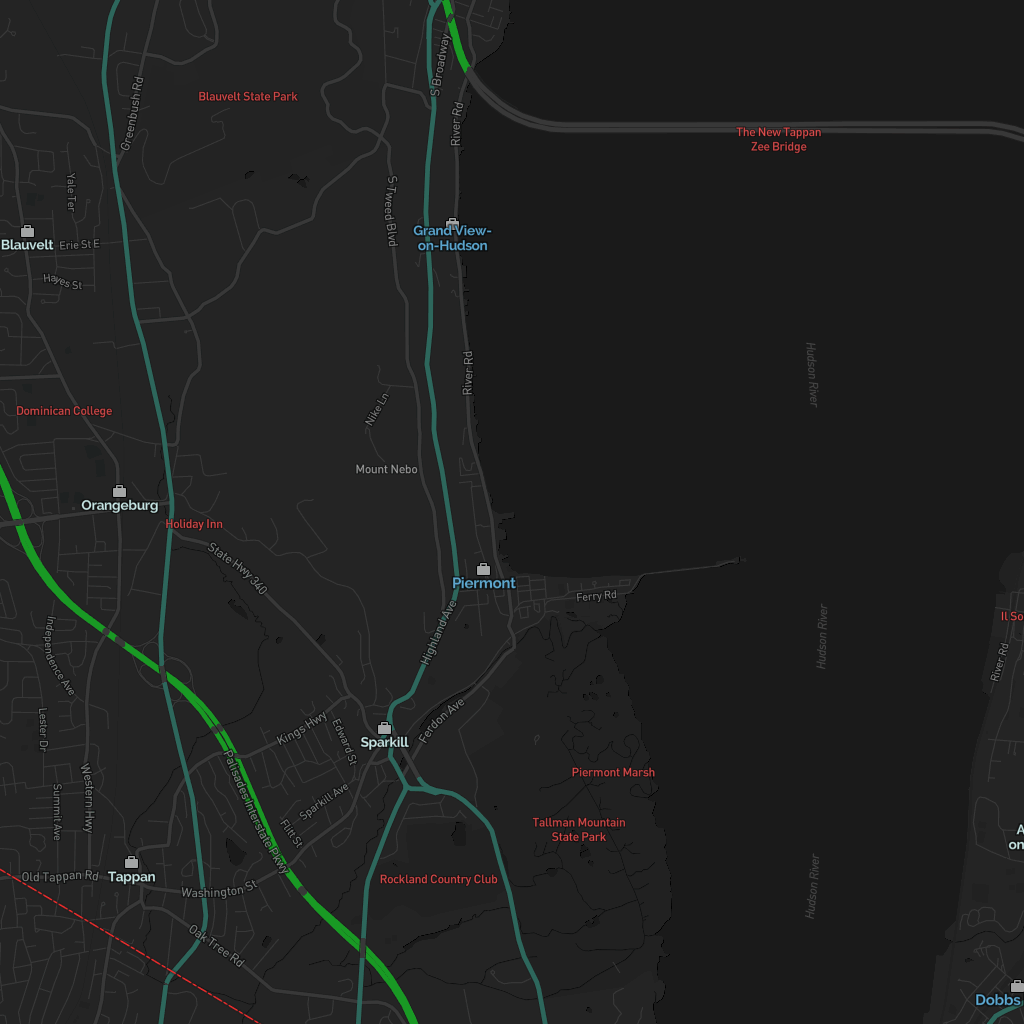 S Broadway
Greenbush Rd
Blauvelt State Park
River Rd
The New Tappan
Zee Bridge
Yale Ter
S Tweed Blvd
Grand View-
on-Hudson
Blauvelt
Erie St E
Hayes St
River Rd
Hudson River
Nike Ln
Dominican College
Mount Nebo
Orangeburg
Holiday Inn
State Hwy 340
Piermont
Ferry Rd
Highland Ave
Hudson River
Il So
River Rd
Independence Ave
Ferdon Ave
Lester Dr
Kings Hwy
Edward St
Sparkill
Piermont Marsh
Palisades Interstate Pkwy
Western Hwy
Summit Ave
Sparkill Ave
Flitt St
Tallman Mountain
State Park
A
on-
Old Tappan Rd
Tappan
Washington St
Rockland Country Club
Hudson River
Oak Tree Rd
Dobbs